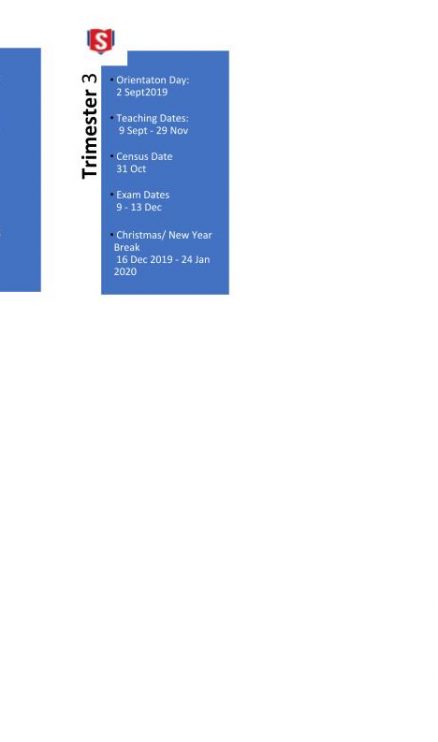 S
Trimester 3
• Orientaton Day:
2 Sept2019
• Teaching Dates:
9 Sept - 29 Nov
• Census Date
31 Oct
• Exam Dates
9 - 13 Dec
• Christmas/ New Year
Break
16 Dec 2019 - 24 Jan
2020